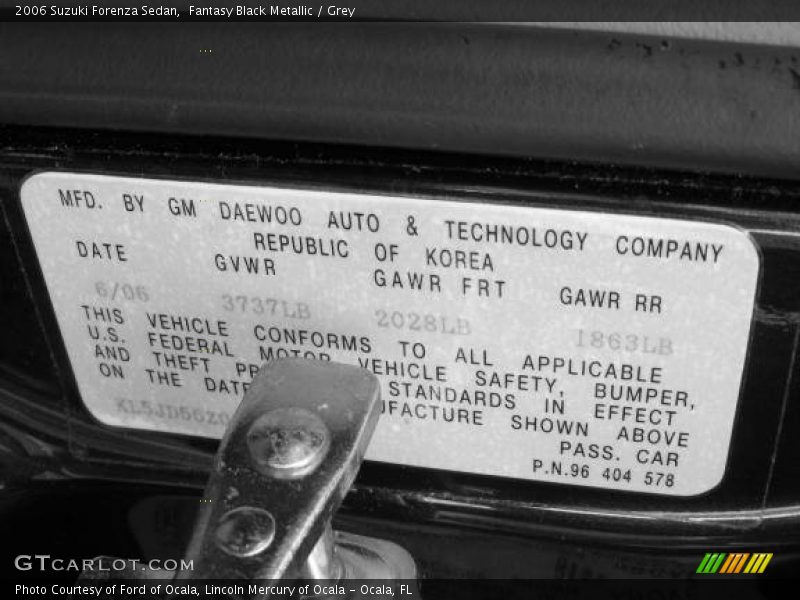 2006 Suzuki Forenza Sedan, Fantasy Black Metallic / Grey
MFD. BY GM DAEWOO AUTO & TECHNOLOGY COMPANY
REPUBLIC OF KOREA
DATE GVWR GAWR FRT GAWR RR
6/06 3737LB 2028LB 1863LB
THIS VEHICLE CONFORMS TO ALL APPLICABLE
U.S. FEDERAL MOTOR VEHICLE SAFETY, BUMPER,
AND THEFT PR STANDARDS IN EFFECT
ON THE DATE UFACTURE SHOWN ABOVE
PASS. CAR
P.N.96 404 578
GTCARLOT.COM
Photo Courtesy of Ford of Ocala, Lincoln Mercury of Ocala - Ocala, FL